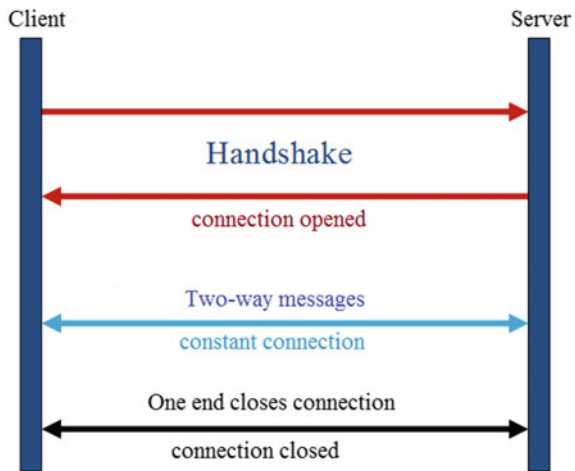 Client
Server
Handshake
connection opened
Two-way messages
constant connection
One end closes connection
connection closed